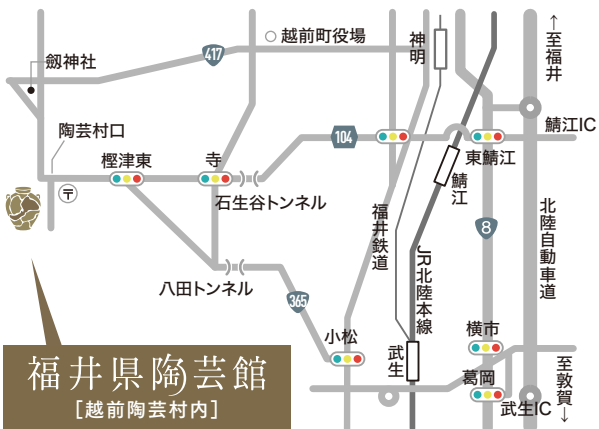 417
越前町役場
神明
↑至福井
劔神社
陶芸村口
樫津東
寺
104
鯖江IC
東鯖江
鯖江
〒
石生谷トンネル
福井鉄道
8
北陸自動車道
JR北陸本線
八田トンネル
365
小松
武生
横市
葛岡
武生IC
至敦賀↓
福井県陶芸館
[越前陶芸村内]